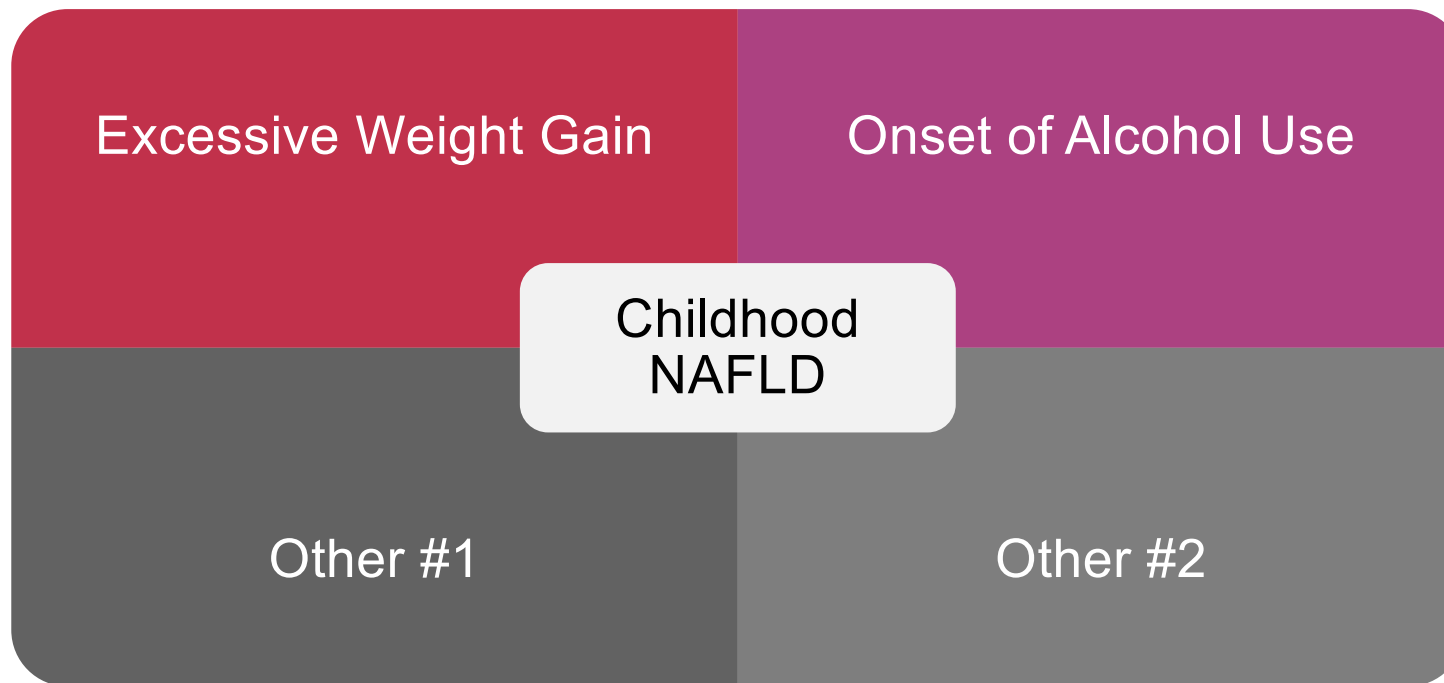 Excessive Weight Gain
Onset of Alcohol Use
Childhood
NAFLD
Other #1
Other #2